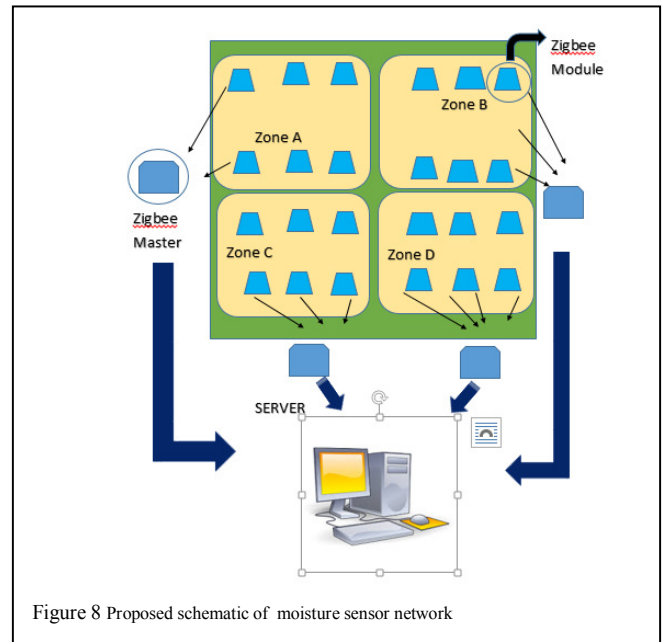 Zigbee
Module
Zone B
Zone A
Zigbee
Master
Zone C
Zone D
SERVER
Figure 8 Proposed schematic of moisture sensor network